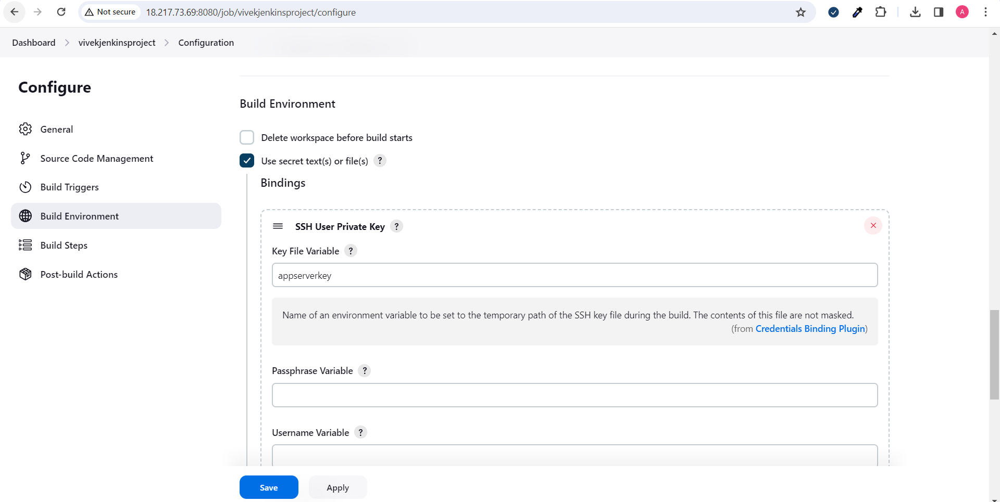 Not secure
18.217.73.69:8080/job/vivekjenkinsproject/configure
A
Dashboard
vivekjenkinsproject
Configuration
Configure
General
Source Code Management
Build Triggers
Build Environment
Build Steps
Post-build Actions
Build Environment
Delete workspace before build starts
Use secret text(s) or file(s) ?
Bindings
SSH User Private Key ?
Key File Variable ?
appserverkey
Name of an environment variable to be set to the temporary path of the SSH key file during the build. The contents of this file are not masked.
(from Credentials Binding Plugin)
Passphrase Variable ?
Username Variable ?
Save
Apply